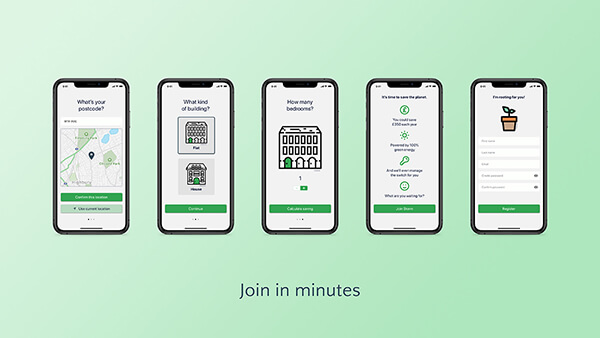 What's your
postcode?
Confirm this location
Use current location
What kind
of building?
Flat
House
Continue
How many
bedrooms?
1
Calculate saving
It's time to save the planet
You could save
£350 each year
Powered by 100%
green energy
And we'll even manage
the switch for you
What are you waiting for?
I'm rooting for you!
First name
Last name
Email
Create password
Confirm password
Register
Join in minutes